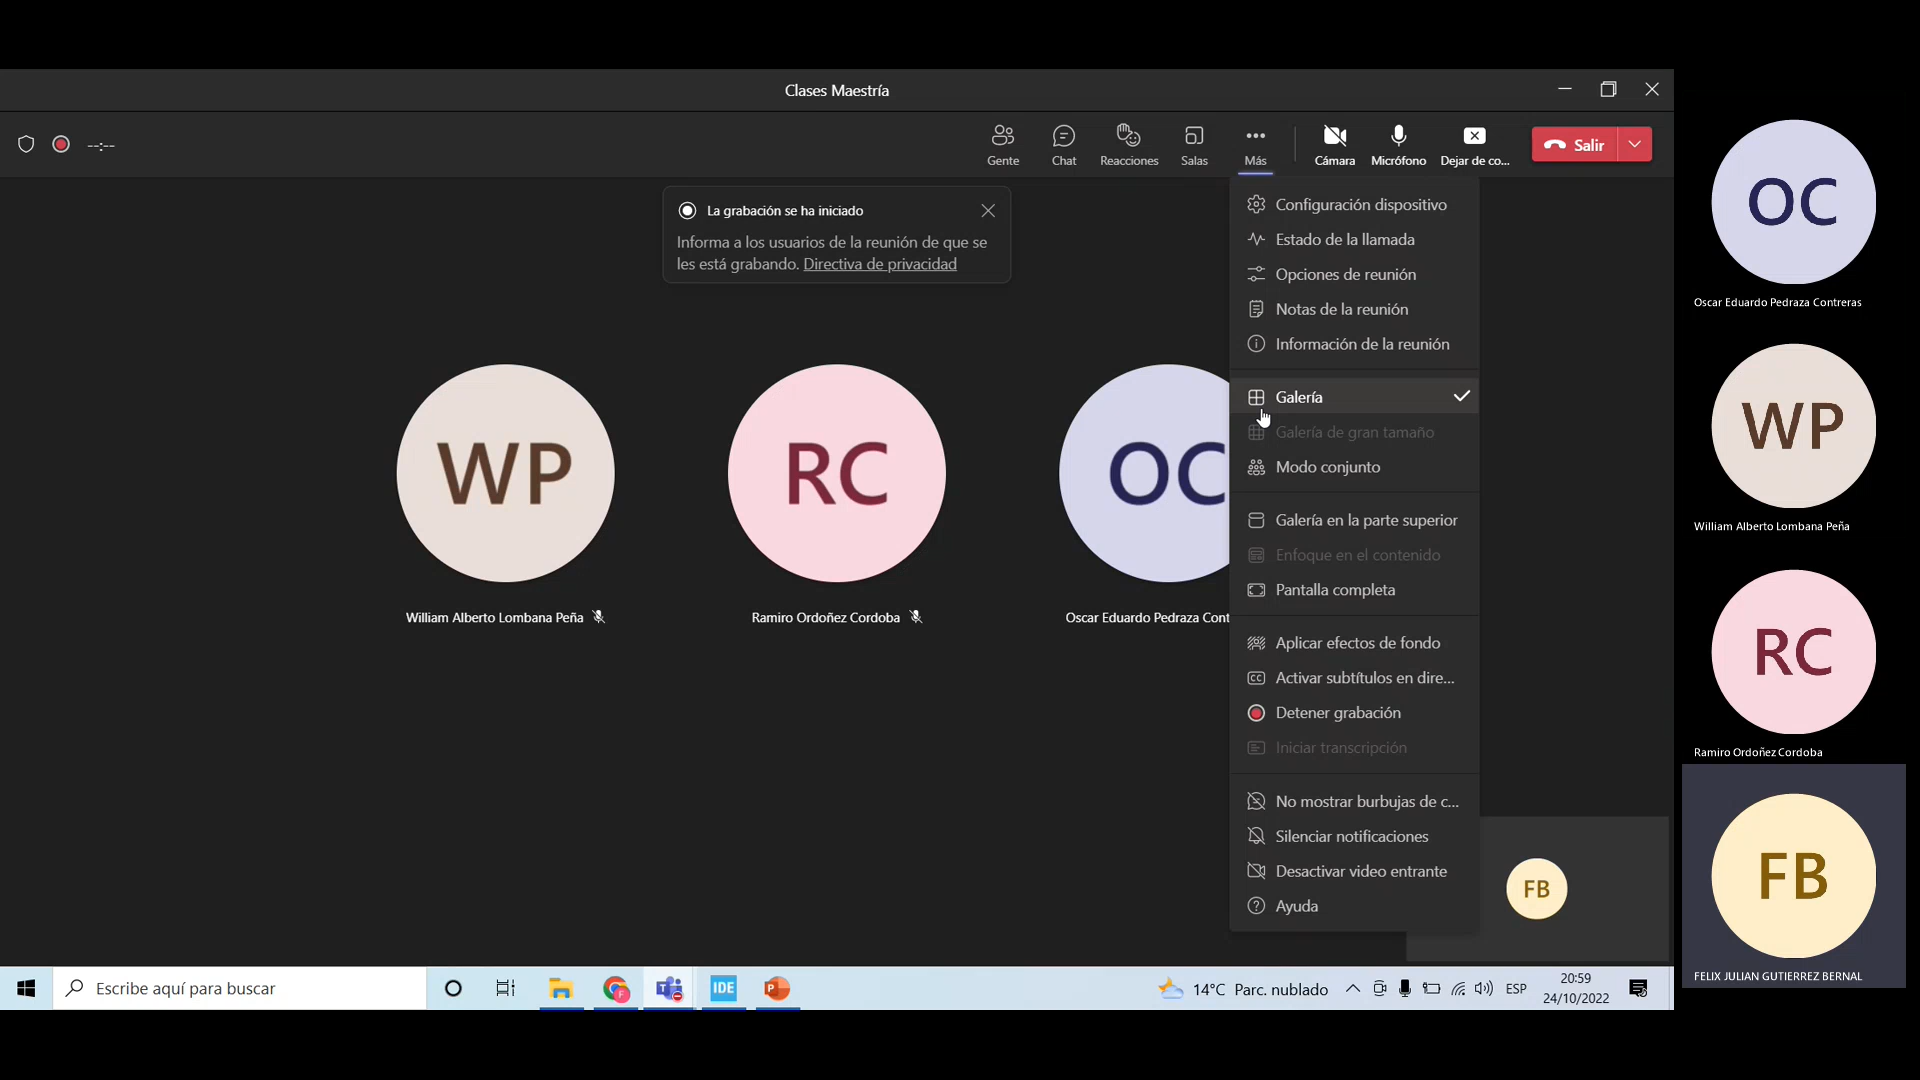 Clases Maestría
--:--
Gente
Chat
Reacciones
Salas
Más
Cámara
Micrófono
Dejar de co...
Salir
La grabación se ha iniciado
Informa a los usuarios de la reunión de que se
les está grabando. Directiva de privacidad
Configuración dispositivo
Estado de la llamada
Opciones de reunión
Notas de la reunión
Información de la reunión
Galería
Galería de gran tamaño
Modo conjunto
Galería en la parte superior
Enfoque en el contenido
Pantalla completa
Aplicar efectos de fondo
CC
Activar subtítulos en dire...
Detener grabación
Iniciar transcripción
No mostrar burbujas de c...
Silenciar notificaciones
Desactivar video entrante
Ayuda
WP
William Alberto Lombana Peña
RC
Ramiro Ordoñez Cordoba
OC
Oscar Eduardo Pedraza Cont
FB
OC
Oscar Eduardo Pedraza Contreras
WP
William Alberto Lombana Peña
RC
Ramiro Ordoñez Cordoba
FB
FELIX JULIAN GUTIERREZ BERNAL
Escribe aquí para buscar
F
IDE
P
14°C Parc. nublado
ESP
20:59
24/10/2022